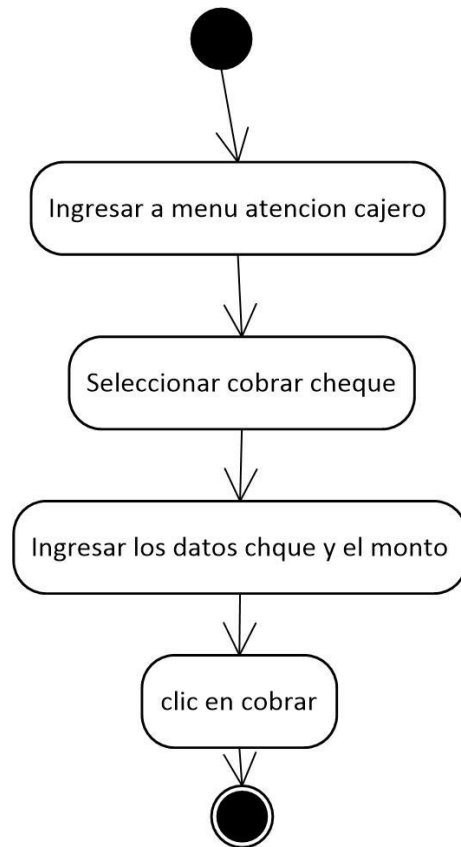 Ingresar a menu atencion cajero
Seleccionar cobrar cheque
Ingresar los datos chque y el monto
clic en cobrar